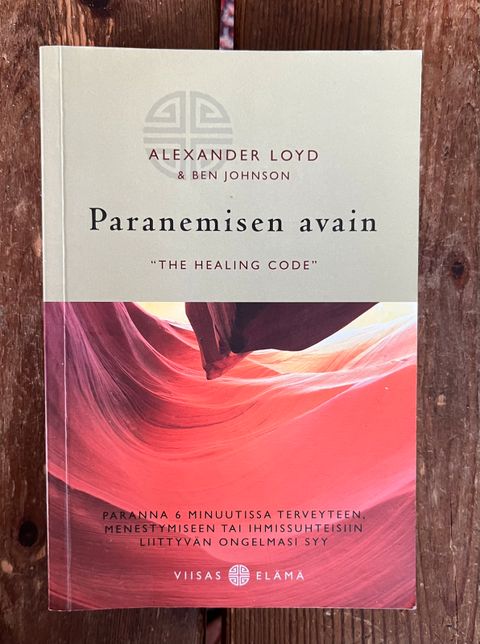 ALEXANDER LOYD
& BEN JOHNSON
Paranemisen avain
"THE HEALING CODE"
PARANNA 6 MINUUTISSA TERVEYTEEN,
MENESTYMISEEN TAI IHMISSUHTEISIIN
LIITTYVÄN ONGELMASI SYY
VIISAS ELÄMÄ